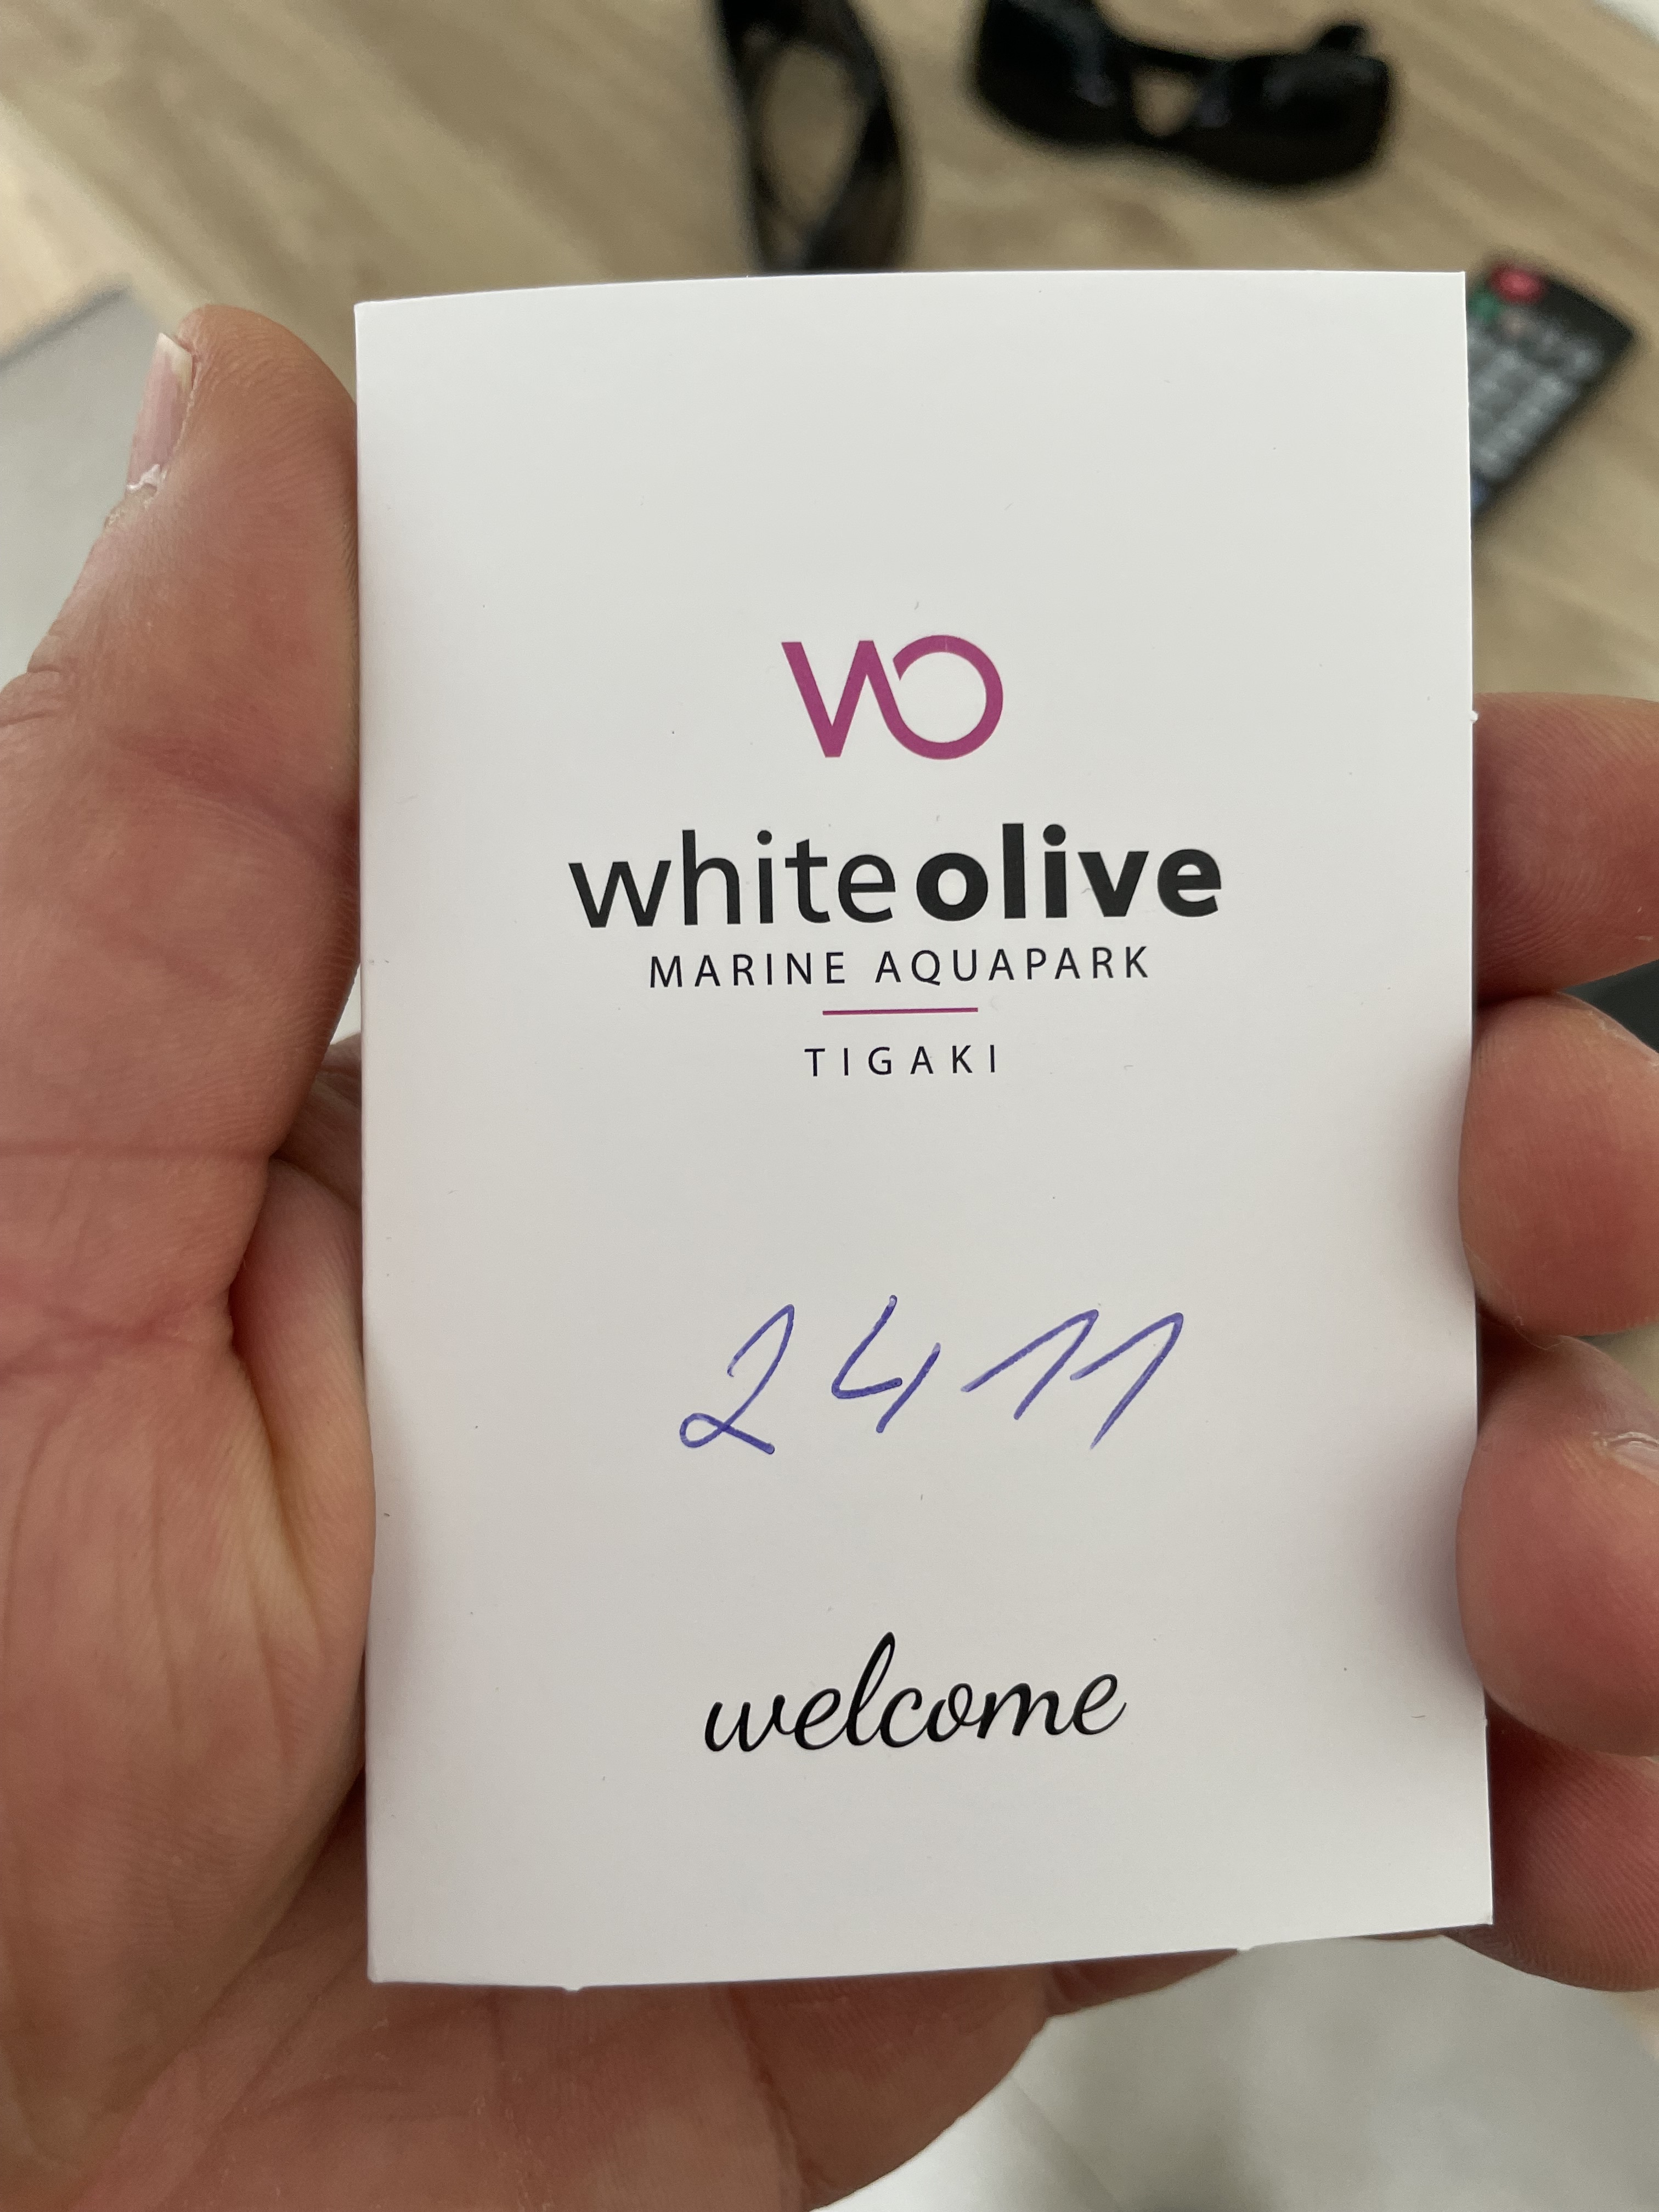 WO
whiteolive
MARINE AQUAPARK
TIGAKI
2411
welcome